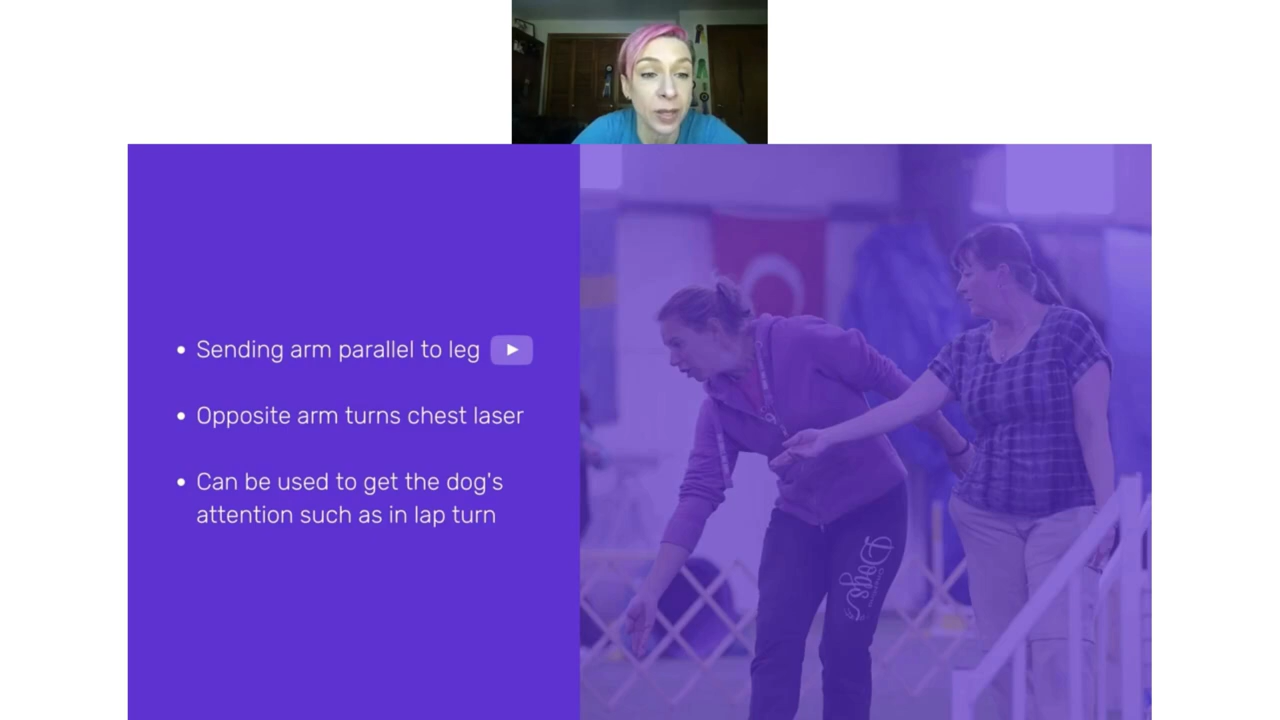 • Sending arm parallel to leg
• Opposite arm turns chest laser
• Can be used to get the dog's
attention such as in lap turn
Dogs